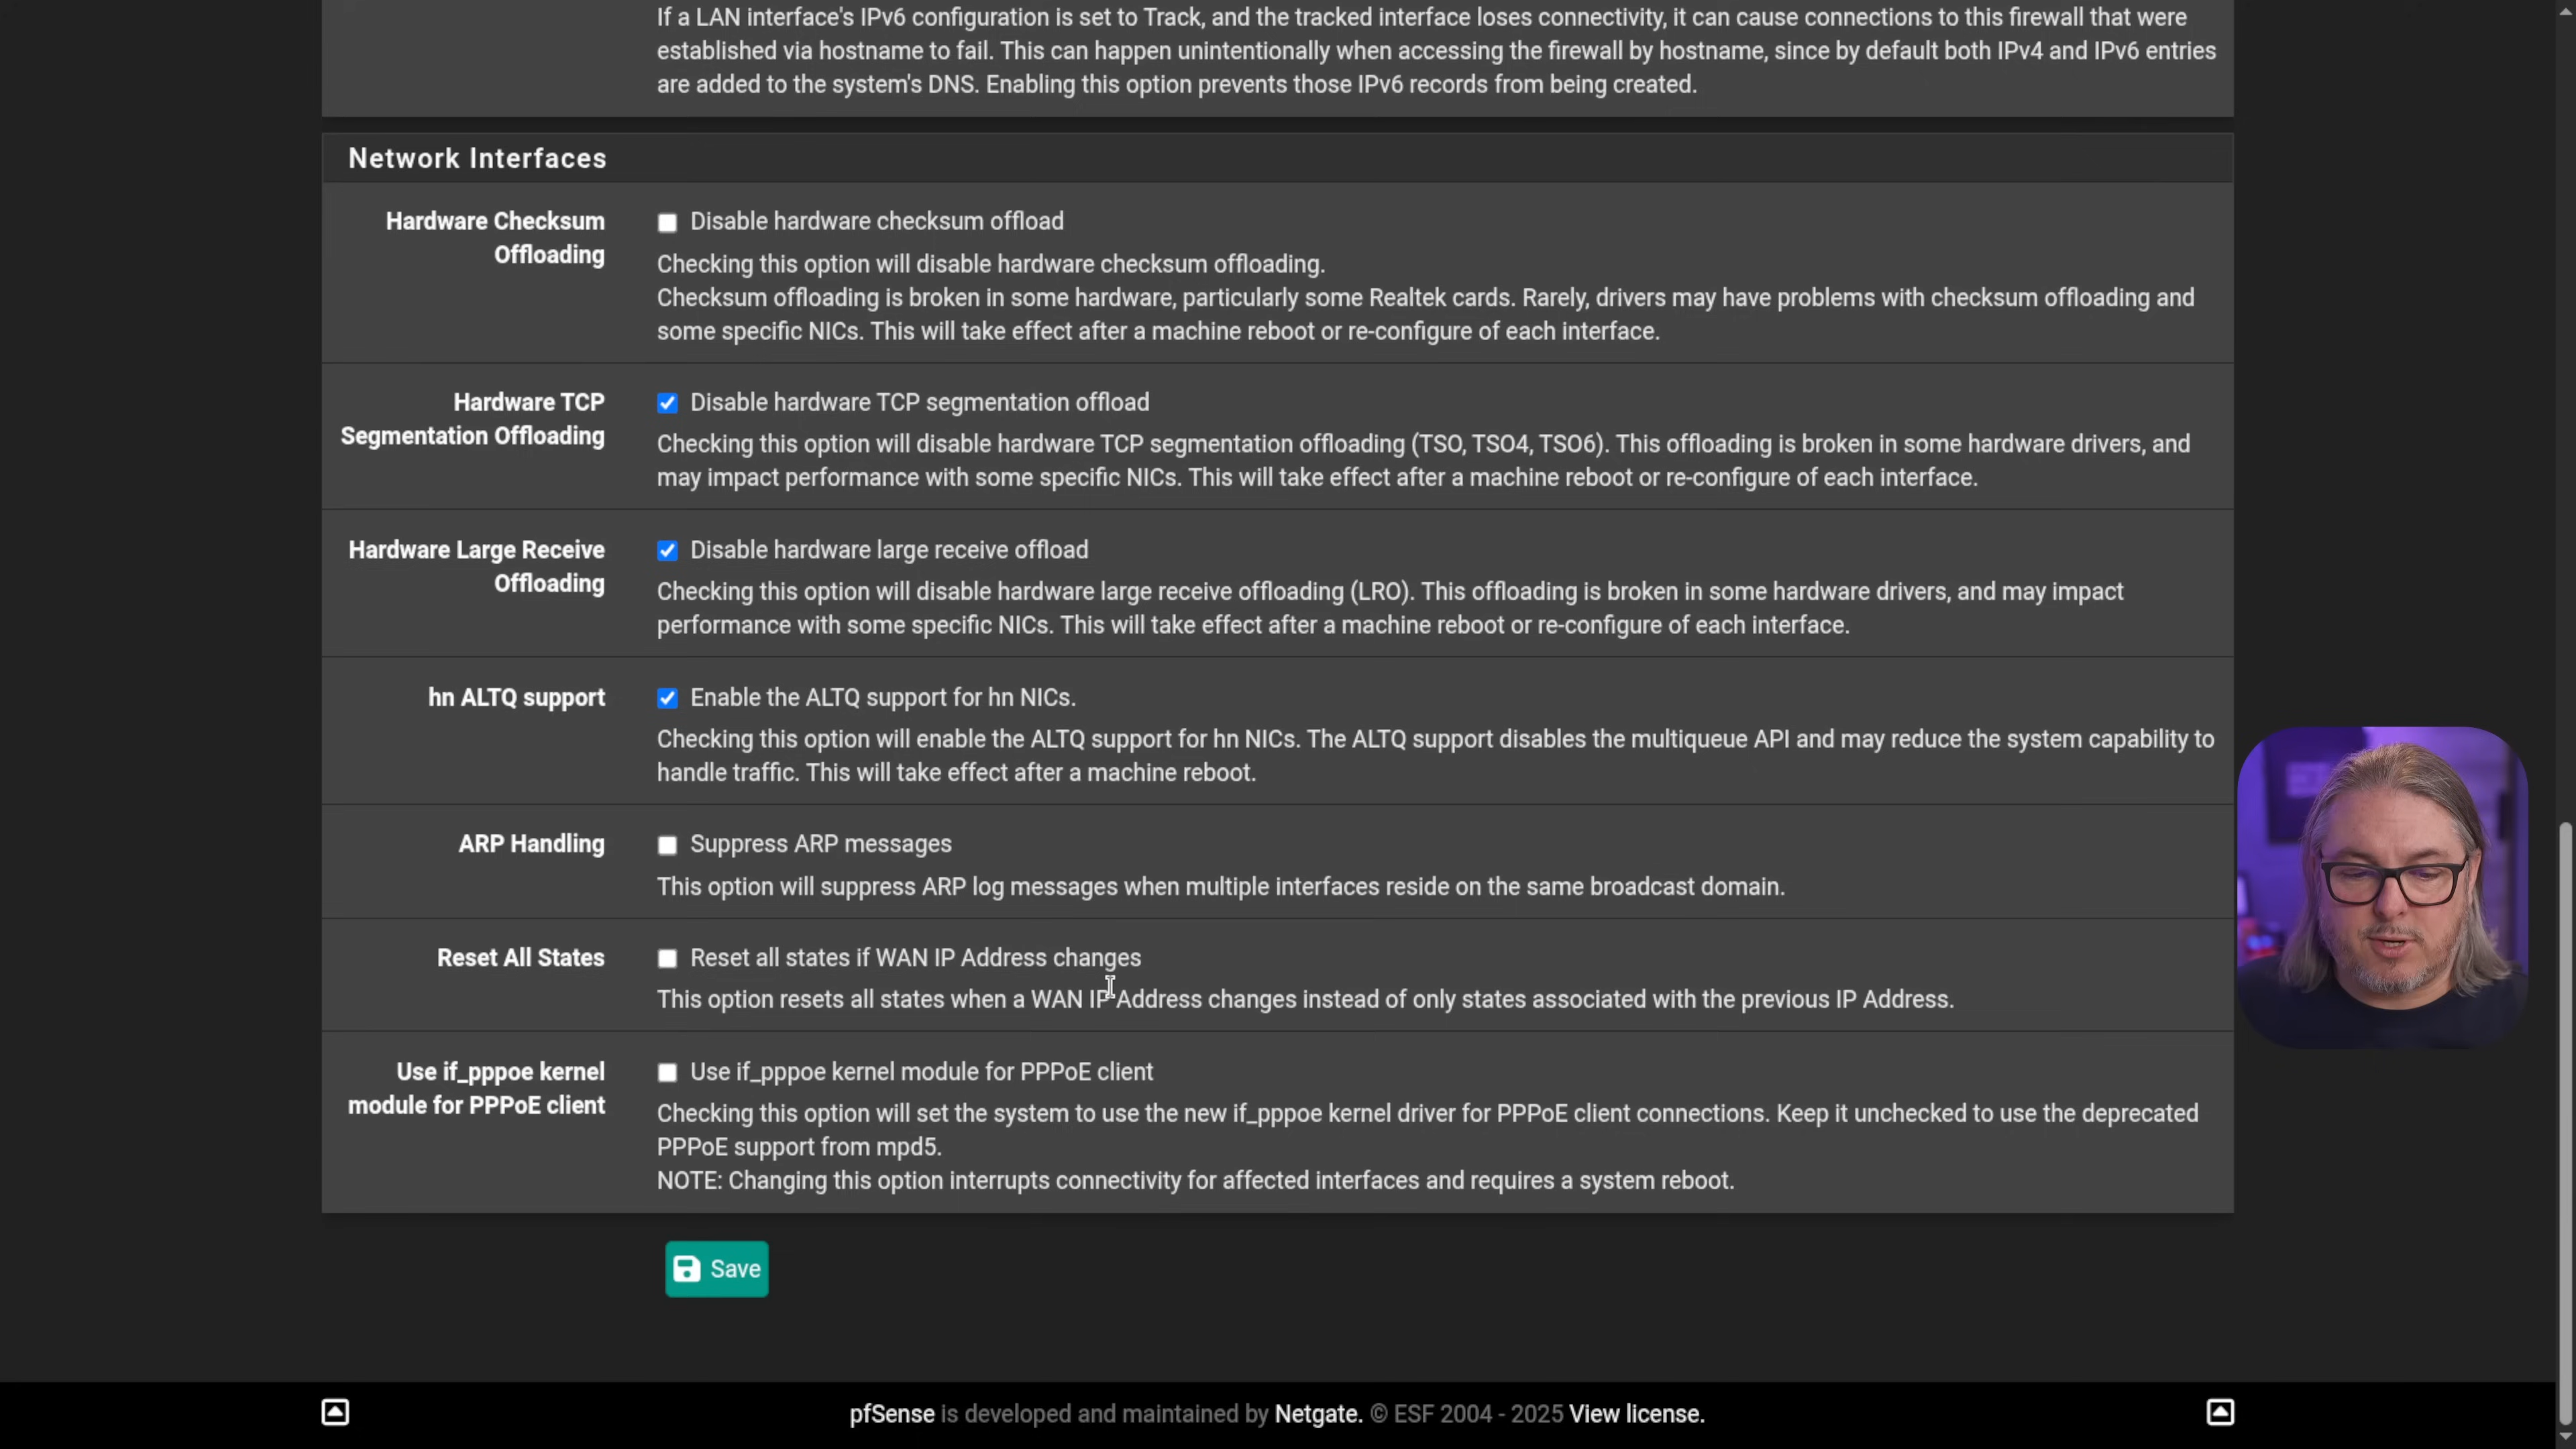 If a LAN interface's IPv6 configuration is set to Track, and the tracked interface loses connectivity, it can cause connections to this firewall that were
established via hostname to fail. This can happen unintentionally when accessing the firewall by hostname, since by default both IPv4 and IPv6 entries
are added to the system's DNS. Enabling this option prevents those IPv6 records from being created.
Network Interfaces
Hardware Checksum
Offloading
Disable hardware checksum offload
Checking this option will disable hardware checksum offloading.
Checksum offloading is broken in some hardware, particularly some Realtek cards. Rarely, drivers may have problems with checksum offloading and
some specific NICs. This will take effect after a machine reboot or re-configure of each interface.
Hardware TCP
Segmentation Offloading
Disable hardware TCP segmentation offload
Checking this option will disable hardware TCP segmentation offloading (TSO, TSO4, TSO6). This offloading is broken in some hardware drivers, and
may impact performance with some specific NICs. This will take effect after a machine reboot or re-configure of each interface.
Hardware Large Receive
Offloading
Disable hardware large receive offload
Checking this option will disable hardware large receive offloading (LRO). This offloading is broken in some hardware drivers, and may impact
performance with some specific NICs. This will take effect after a machine reboot or re-configure of each interface.
hn ALTQ support
Enable the ALTQ support for hn NICs.
Checking this option will enable the ALTQ support for hn NICs. The ALTQ support disables the multiqueue API and may reduce the system capability to
handle traffic. This will take effect after a machine reboot.
ARP Handling
Suppress ARP messages
This option will suppress ARP log messages when multiple interfaces reside on the same broadcast domain.
Reset All States
Reset all states if WAN IP Address changes
This option resets all states when a WAN IP Address changes instead of only states associated with the previous IP Address.
Use if_pppoe kernel
module for PPPoE client
Use if_pppoe kernel module for PPPoE client
Checking this option will set the system to use the new if_pppoe kernel driver for PPPoE client connections. Keep it unchecked to use the deprecated
PPPoE support from mpd5.
NOTE: Changing this option interrupts connectivity for affected interfaces and requires a system reboot.
Save
pfSense is developed and maintained by Netgate. © ESF 2004 - 2025 View license.